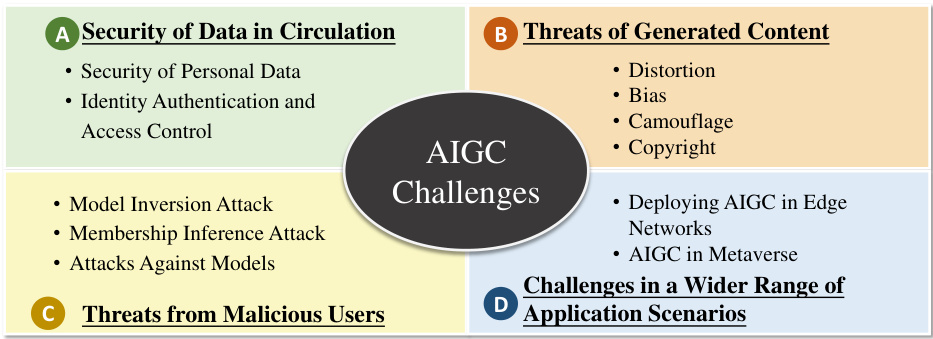 A Security of Data in Circulation
• Security of Personal Data
• Identity Authentication and
Access Control
B Threats of Generated Content
• Distortion
• Bias
• Camouflage
• Copyright
AIGC
Challenges
• Model Inversion Attack
• Membership Inference Attack
• Attacks Against Models
C Threats from Malicious Users
• Deploying AIGC in Edge
Networks
• AIGC in Metaverse
D Challenges in a Wider Range of
Application Scenarios